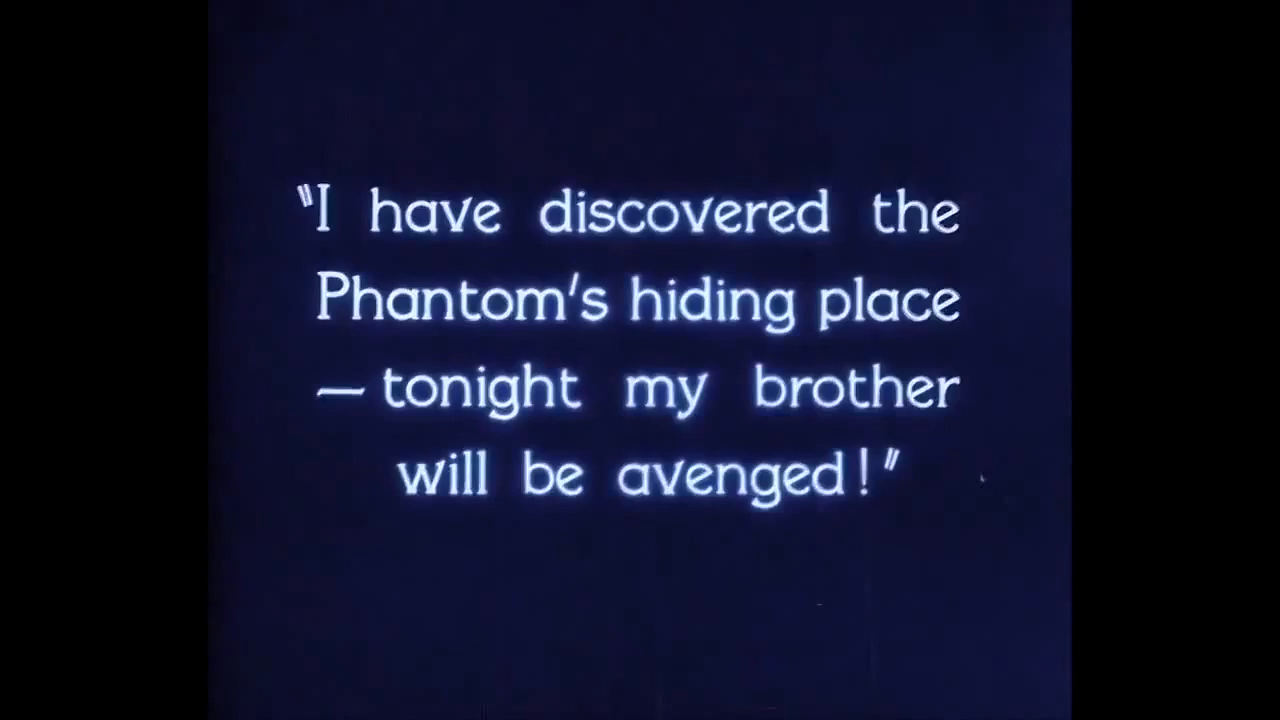 "I have discovered the
Phantom's hiding place
— tonight my brother
will be avenged!"